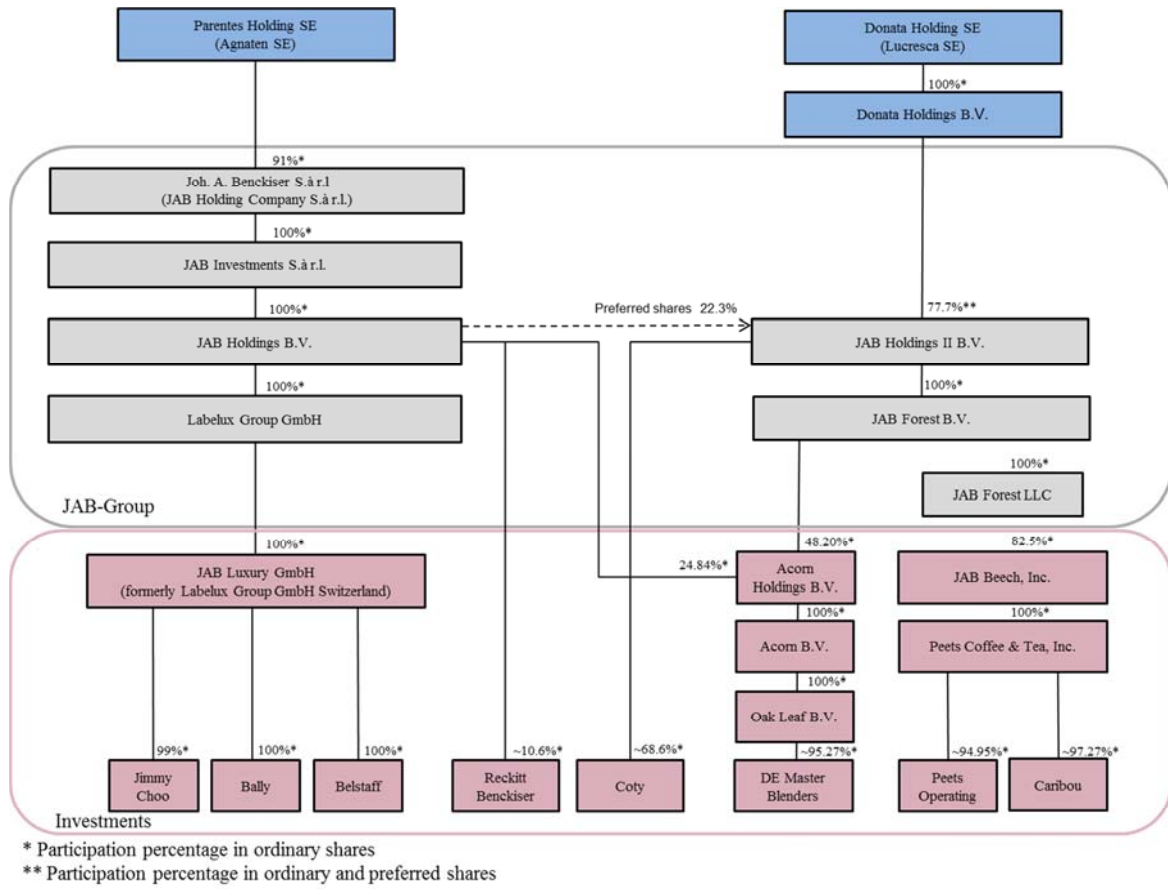 Parentes Holding SE
(Agnaten SE)
Donata Holding SE
(Lucresca SE)
100%*
Donata Holdings B.V.
91%*
Joh. A. Benckiser S.à r.l
(JAB Holding Company S.à r.l.)
100%*
JAB Investments S.à r.l.
100%*
Preferred shares 22.3%
77.7%**
JAB Holdings B.V.
JAB Holdings II B.V.
100%*
100%*
Labelux Group GmbH
JAB Forest B.V.
100%*
JAB Forest LLC
JAB-Group
100%*
48.20%*
82.5%*
JAB Luxury GmbH
(formerly Labelux Group GmbH Switzerland)
24.84%*
Acorn
Holdings B.V.
JAB Beech, Inc.
100%*
100%*
Acorn B.V.
Peets Coffee & Tea, Inc.
100%*
Oak Leaf B.V.
99%*
100%*
100%*
~10.6%*
~68.6%*
~95.27%*
~94.95%*
~97.27%*
Jimmy
Choo
Bally
Belstaff
Reckitt
Benckiser
Coty
DE Master
Blenders
Peets
Operating
Caribou
Investments
* Participation percentage in ordinary shares
** Participation percentage in ordinary and preferred shares